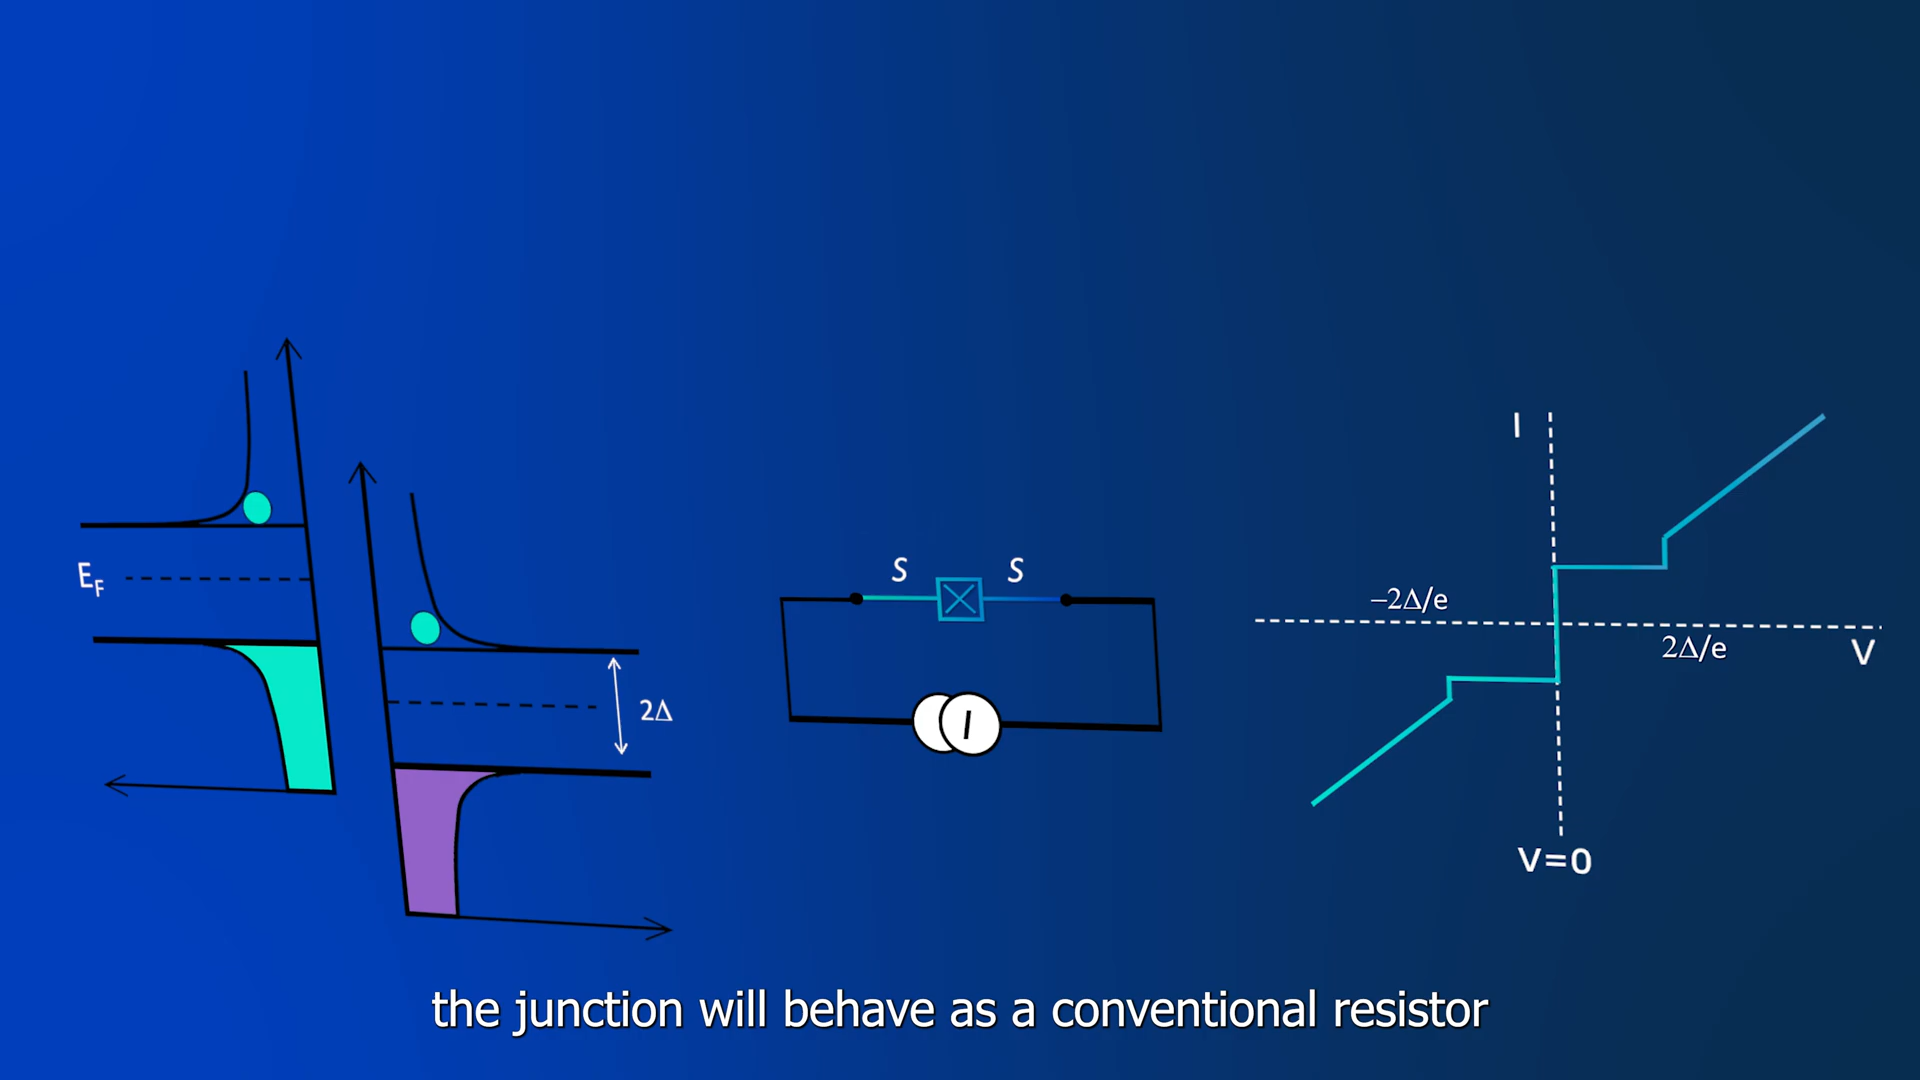 E_F
2Δ
S
S
I
I
−2Δ/e
2Δ/e
V
V=0
the junction will behave as a conventional resistor